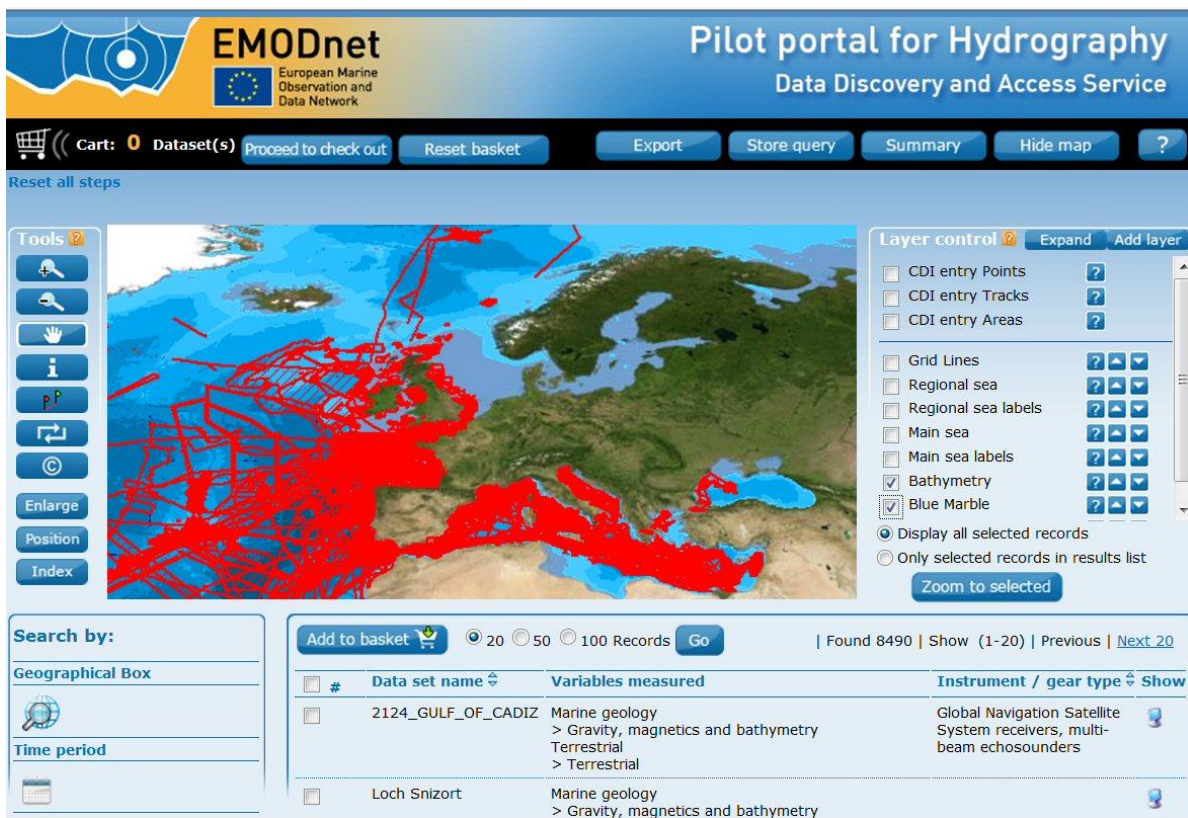 EMODnet
European Marine
Observation and
Data Network
Pilot portal for Hydrography
Data Discovery and Access Service
Cart: 0 Dataset(s) Proceed to check out Reset basket Export Store query Summary Hide map ?
Reset all steps
Tools ?
i
P P
©
Enlarge
Position
Index
Layer control ? Expand Add layer
CDI entry Points ?
CDI entry Tracks ?
CDI entry Areas ?
Grid Lines ?
Regional sea ?
Regional sea labels ?
Main sea ?
Main sea labels ?
Bathymetry ?
Blue Marble ?
Display all selected records
Only selected records in results list
Zoom to selected
Search by:
Geographical Box
Time period
Add to basket 20 50 100 Records Go | Found 8490 | Show (1-20) | Previous | Next 20
# Data set name Variables measured Instrument / gear type Show
2124_GULF_OF_CADIZ Marine geology Global Navigation Satellite
> Gravity, magnetics and bathymetry System receivers, multi-
Terrestrial beam echosounders
> Terrestrial
Loch Snizort Marine geology
> Gravity, magnetics and bathymetry